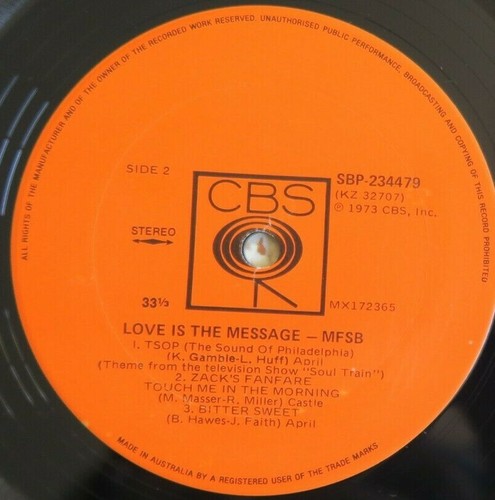 ALL RIGHTS OF THE MANUFACTURER AND OF THE OWNER OF THE RECORDED WORK RESERVED. UNAUTHORISED PUBLIC PERFORMANCE, BROADCASTING AND COPYING OF THIS RECORD PROHIBITED
SIDE 2
CBS
SBP-234479
(KZ 32707)
℗ 1973 CBS, Inc.
STEREO
33⅓
MX172365
LOVE IS THE MESSAGE – MFSB
1. TSOP (The Sound Of Philadelphia)
(K. Gamble-L. Huff) April
(Theme from the television Show "Soul Train")
2. ZACK'S FANFARE
TOUCH ME IN THE MORNING
(M. Masser-R. Miller) Castle
3. BITTER SWEET
(B. Hawes-J. Faith) April
MADE IN AUSTRALIA BY A REGISTERED USER OF THE TRADE MARKS